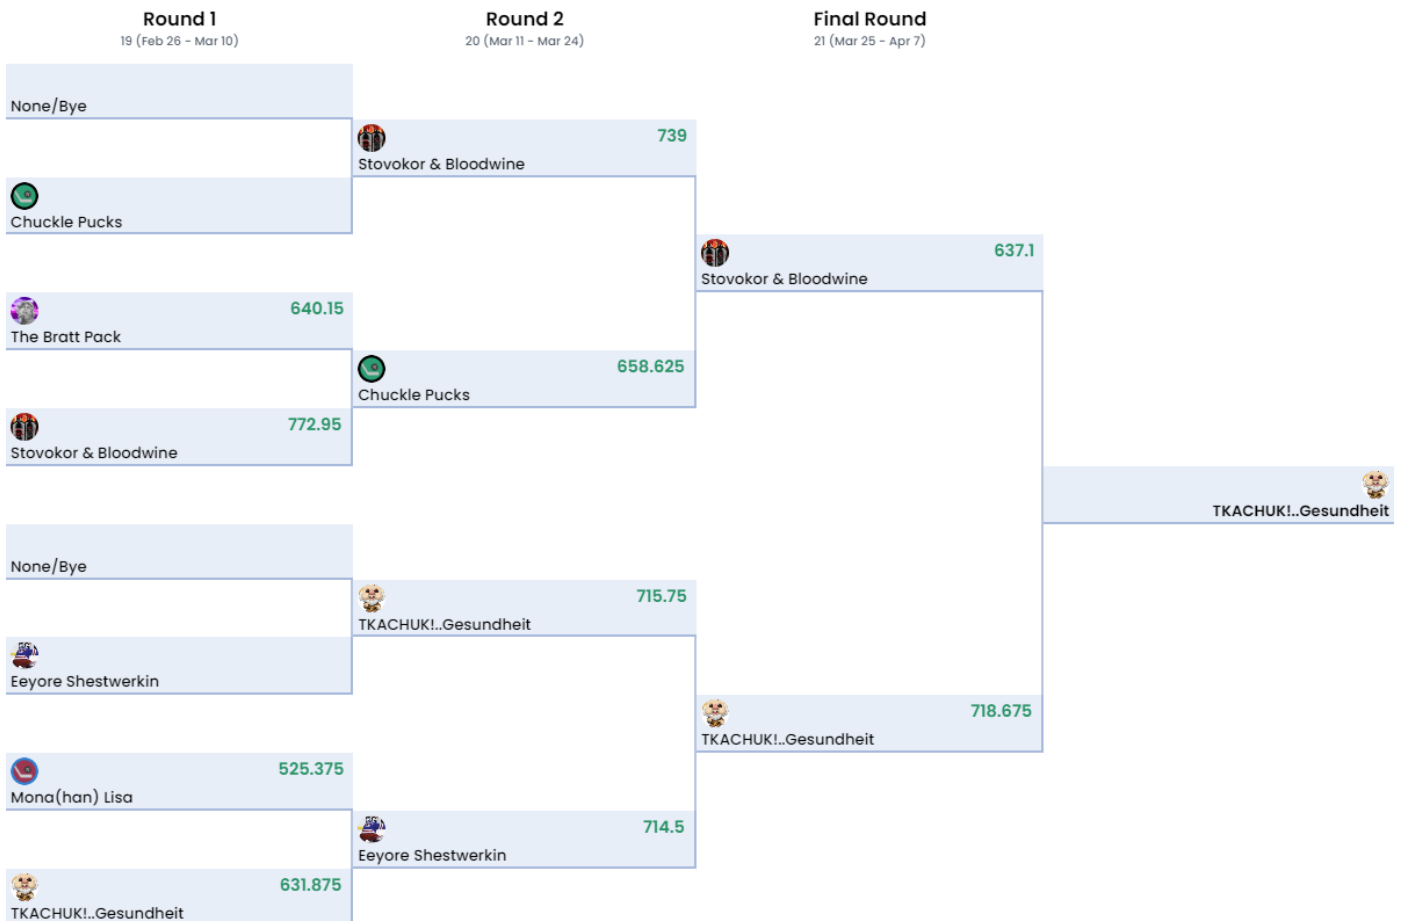 Round 1
19 (Feb 26 - Mar 10)
Round 2
20 (Mar 11 - Mar 24)
Final Round
21 (Mar 25 - Apr 7)
None/Bye
Chuckle Pucks
640.15
The Bratt Pack
772.95
Stovokor & Bloodwine
None/Bye
Eeyore Shestwerkin
525.375
Mona(han) Lisa
631.875
TKACHUK!..Gesundheit
739
Stovokor & Bloodwine
658.625
Chuckle Pucks
715.75
TKACHUK!..Gesundheit
714.5
Eeyore Shestwerkin
637.1
Stovokor & Bloodwine
718.675
TKACHUK!..Gesundheit
TKACHUK!..Gesundheit